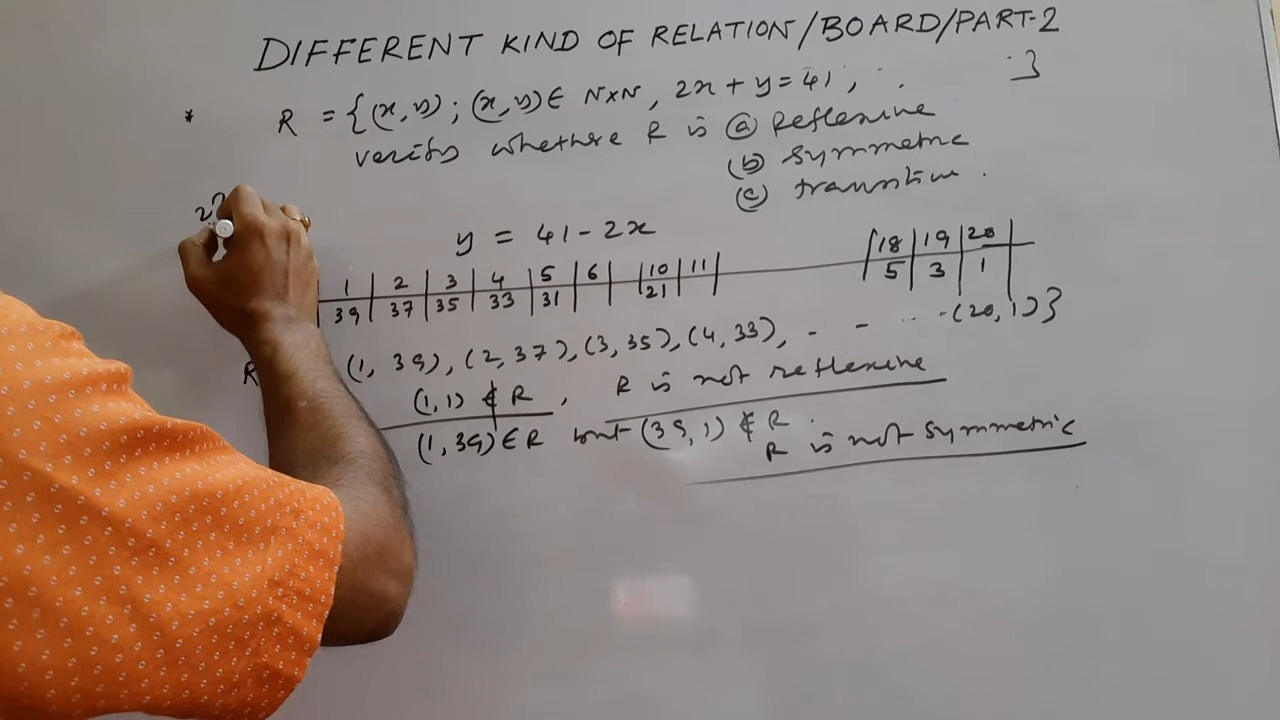 DIFFERENT KIND OF RELATION/BOARD/PART-2
* R = {(x, y) ; (x, y) ∈ N×N, 2x + y = 41, . }
verify whethere R is (a) Reflexive
(b) symmetric
(c) transitive .
y = 41 - 2x
1 | 2 | 3 | 4 | 5 | 6 | 10 | 11 | 18 | 19 | 20
39 | 37 | 35 | 33 | 31 | 21 | 5 | 3 | 1
R (1, 39), (2, 37), (3, 35), (4, 33), - - ... -(20, 1)}
(1, 1) ∉ R , R is not reflexive
(1, 39) ∈ R but (39, 1) ∉ R .
R is not symmetric